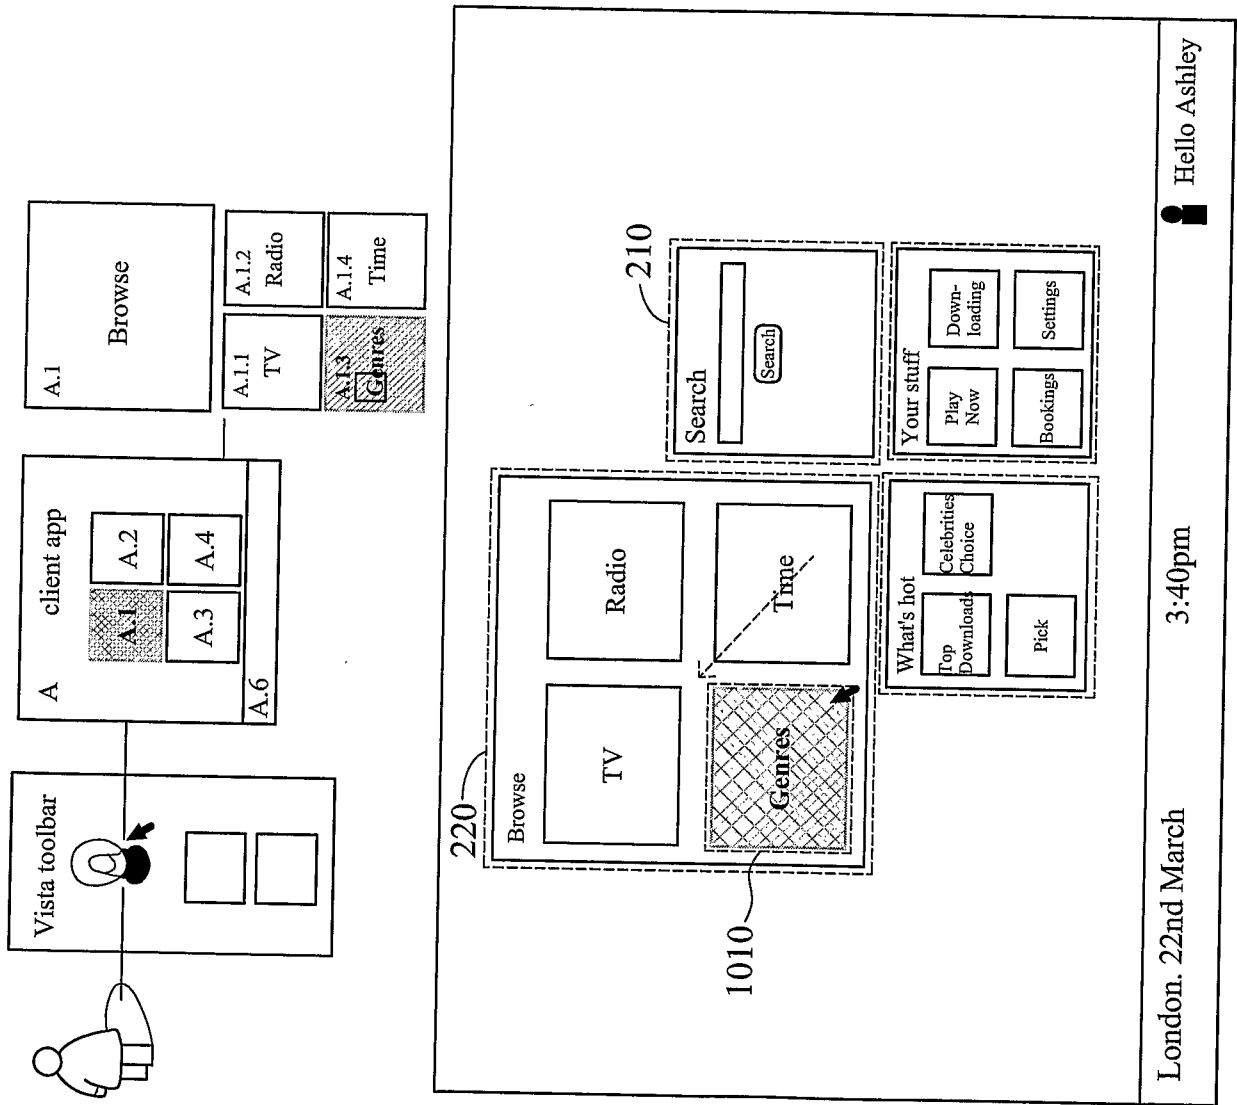 Vista toolbar
A
client app
A.1
A.2
A.3
A.4
A.6
A.1
Browse
A.1.1
TV
A.1.2
Radio
A.1.3
Genres
A.1.4
Time
220
Browse
TV
Radio
Genres
Time
1010
210
Search
Search
What's hot
Top
Downloads
Celebrities
Choice
Pick
Your stuff
Play
Now
Down-
loading
Bookings
Settings
London. 22nd March
3:40pm
Hello Ashley